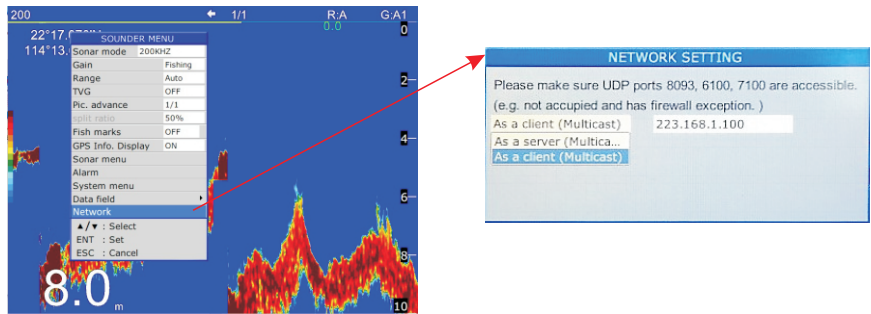 200 1/1 R:A G:A1
0.0
22°17.
114°13.
SOUNDER MENU
Sonar mode 200KHZ
Gain Fishing
Range Auto
TVG OFF
Pic. advance 1/1
split ratio 50%
Fish marks OFF
GPS Info. Display ON
Sonar menu
Alarm
System menu
Data field
Network
▲/▼ : Select
ENT : Set
ESC : Cancel
8.0 m
0
2
4
6
8
10
NETWORK SETTING
Please make sure UDP ports 8093, 6100, 7100 are accessible.
(e.g. not accupied and has firewall exception. )
As a client (Multicast) 223.168.1.100
As a server (Multica...
As a client (Multicast)